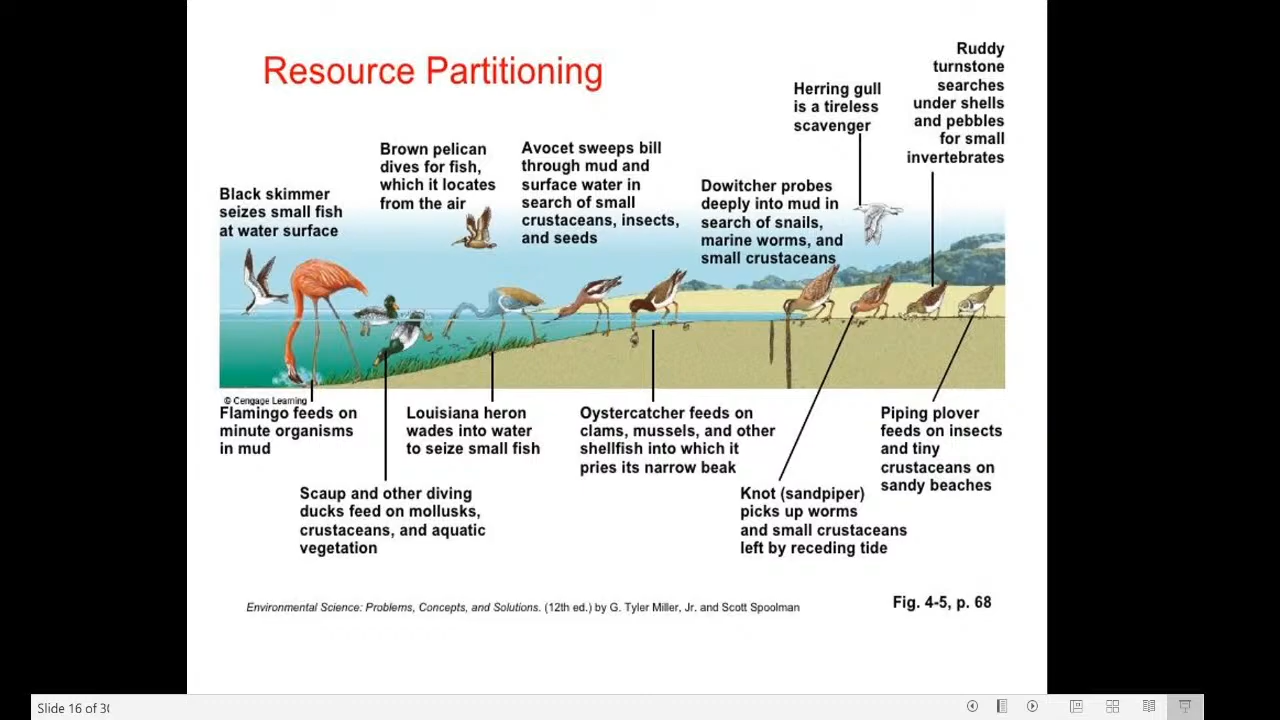 Resource Partitioning
Ruddy
turnstone
searches
under shells
and pebbles
for small
invertebrates
Herring gull
is a tireless
scavenger
Brown pelican
dives for fish,
which it locates
from the air
Avocet sweeps bill
through mud and
surface water in
search of small
crustaceans, insects,
and seeds
Dowitcher probes
deeply into mud in
search of snails,
marine worms, and
small crustaceans
Black skimmer
seizes small fish
at water surface
© Cengage Learning
Flamingo feeds on
minute organisms
in mud
Louisiana heron
wades into water
to seize small fish
Oystercatcher feeds on
clams, mussels, and other
shellfish into which it
pries its narrow beak
Piping plover
feeds on insects
and tiny
crustaceans on
sandy beaches
Scaup and other diving
ducks feed on mollusks,
crustaceans, and aquatic
vegetation
Knot (sandpiper)
picks up worms
and small crustaceans
left by receding tide
Environmental Science: Problems, Concepts, and Solutions. (12th ed.) by G. Tyler Miller, Jr. and Scott Spoolman
Fig. 4-5, p. 68
Slide 16 of